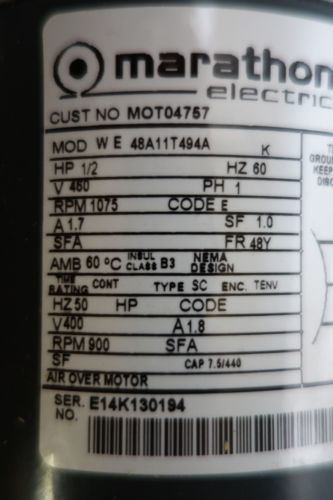 marathon
electric
CUST NO MOT04757
MOD W E 48A11T494A K
HP 1/2 HZ 60
V 460 PH 1
RPM 1075 CODE E
A 1.7 SF 1.0
SFA FR 48Y
AMB 60 °C INSUL CLASS B3 NEMA DESIGN
TIME RATING CONT TYPE SC ENC. TENV
HZ 50 HP CODE
V 400 A 1.8
RPM 900 SFA
SF CAP 7.5/440
AIR OVER MOTOR
SER. NO. E14K130194
GROUN
KEEP
DISC